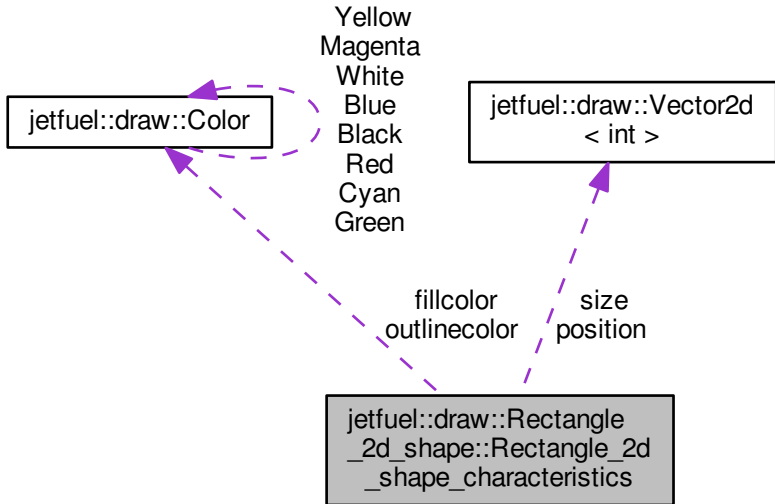 Yellow
Magenta
White
Blue
Black
Red
Cyan
Green
jetfuel::draw::Color
jetfuel::draw::Vector2d
< int >
fillcolor
outlinecolor
size
position
jetfuel::draw::Rectangle
_2d_shape::Rectangle_2d
_shape_characteristics